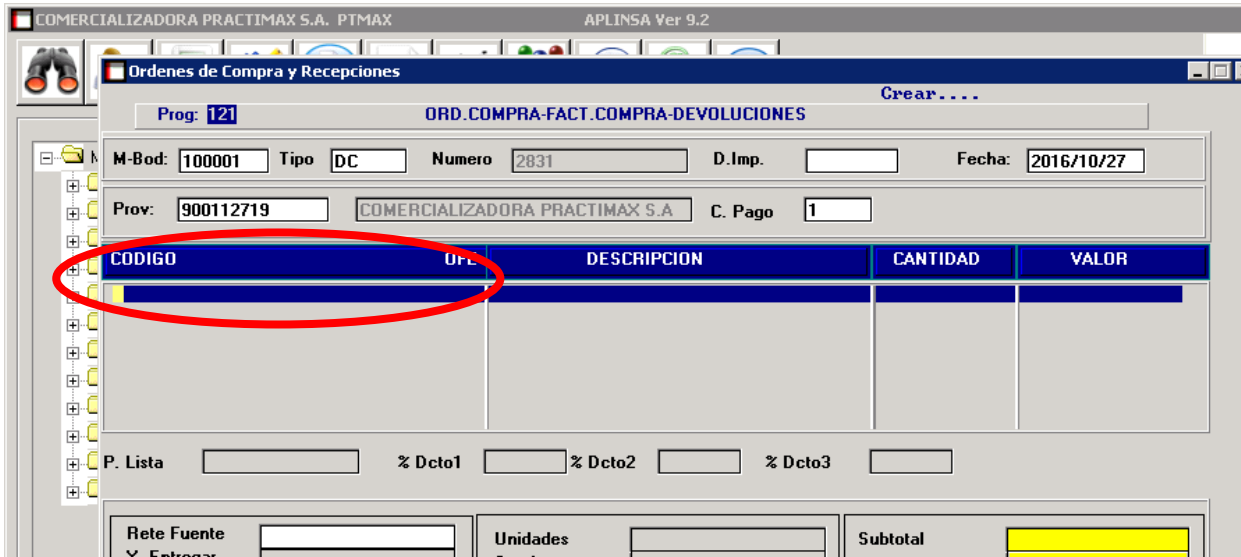 COMERCIALIZADORA PRACTIMAX S.A. PTMAX APLINSA Ver 9.2
Ordenes de Compra y Recepciones
Crear....
Prog: 121 ORD.COMPRA-FACT.COMPRA-DEVOLUCIONES
M-Bod: 100001 Tipo DC Numero 2831 D.Imp. Fecha: 2016/10/27
Prov: 900112719 COMERCIALIZADORA PRACTIMAX S.A C. Pago 1
CODIGO OFE DESCRIPCION CANTIDAD VALOR
P. Lista % Dcto1 % Dcto2 % Dcto3
Rete Fuente Unidades Subtotal
X Entregar